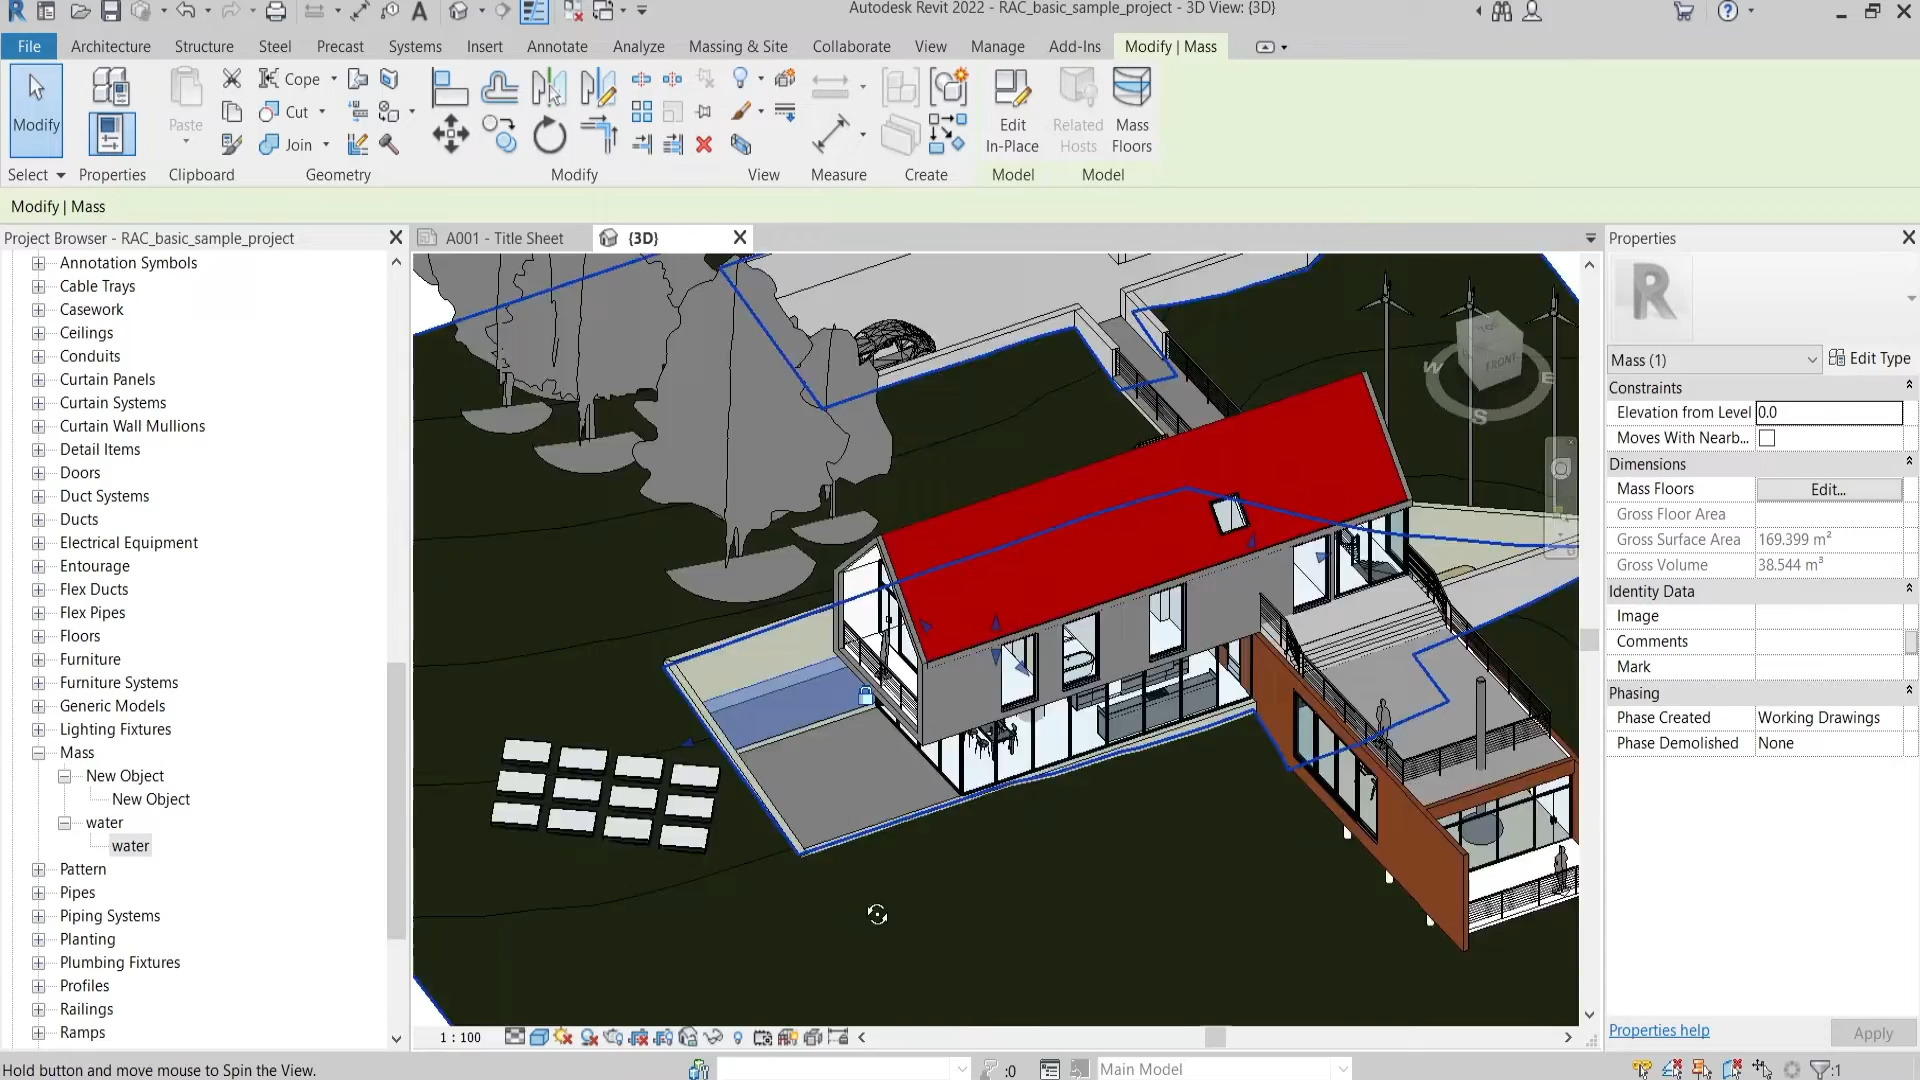 Autodesk Revit 2022 - RAC_basic_sample_project - 3D View: {3D}
File Architecture Structure Steel Precast Systems Insert Annotate Analyze Massing & Site Collaborate View Manage Add-Ins Modify | Mass
Modify
Paste
Cope
Cut
Join
Edit
In-Place
Related
Hosts
Mass
Floors
Select Properties Clipboard Geometry Modify View Measure Create Model Model
Modify | Mass
Project Browser - RAC_basic_sample_project
Annotation Symbols
Cable Trays
Casework
Ceilings
Conduits
Curtain Panels
Curtain Systems
Curtain Wall Mullions
Detail Items
Doors
Duct Systems
Ducts
Electrical Equipment
Entourage
Flex Ducts
Flex Pipes
Floors
Furniture
Furniture Systems
Generic Models
Lighting Fixtures
Mass
New Object
New Object
water
water
Pattern
Pipes
Piping Systems
Planting
Plumbing Fixtures
Profiles
Railings
Ramps
A001 - Title Sheet
{3D}
FRONT
W
E
S
1 : 100
Properties
R
Mass (1)
Edit Type
Constraints
Elevation from Level 0.0
Moves With Nearb...
Dimensions
Mass Floors Edit...
Gross Floor Area
Gross Surface Area 169.399 m²
Gross Volume 38.544 m³
Identity Data
Image
Comments
Mark
Phasing
Phase Created Working Drawings
Phase Demolished None
Properties help
Apply
Hold button and move mouse to Spin the View.
:0
Main Model
:1